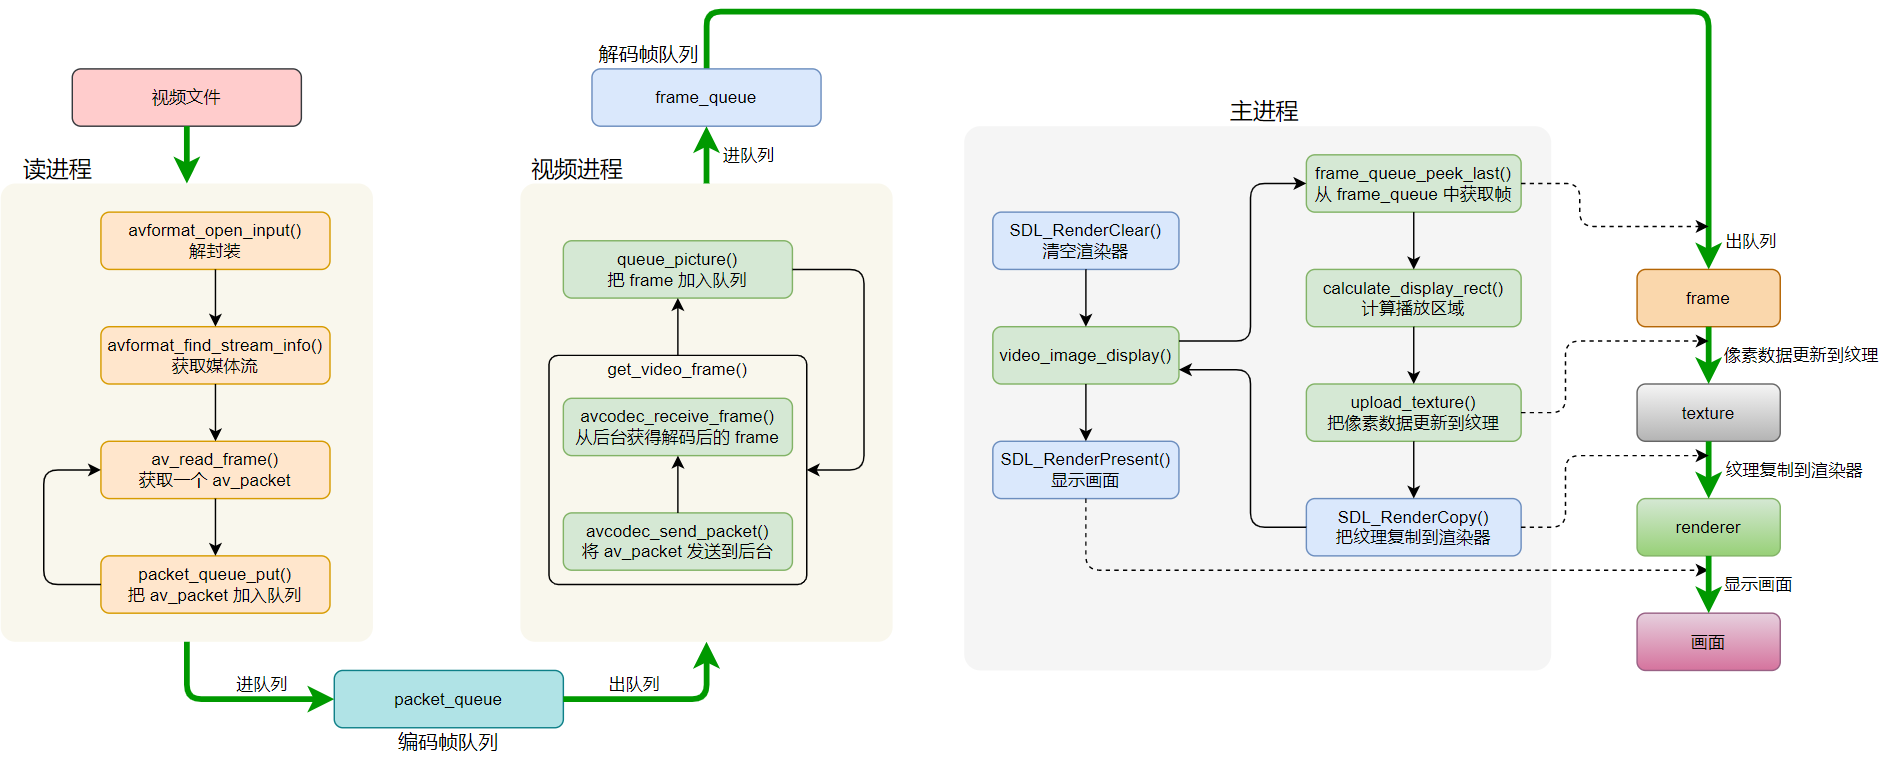 视频文件
读进程
avformat_open_input()
解封装
avformat_find_stream_info()
获取媒体流
av_read_frame()
获取一个 av_packet
packet_queue_put()
把 av_packet 加入队列
进队列
packet_queue
编码帧队列
出队列
视频进程
queue_picture()
把 frame 加入队列
get_video_frame()
avcodec_receive_frame()
从后台获得解码后的 frame
avcodec_send_packet()
将 av_packet 发送到后台
进队列
解码帧队列
frame_queue
主进程
SDL_RenderClear()
清空渲染器
video_image_display()
SDL_RenderPresent()
显示画面
frame_queue_peek_last()
从 frame_queue 中获取帧
calculate_display_rect()
计算播放区域
upload_texture()
把像素数据更新到纹理
SDL_RenderCopy()
把纹理复制到渲染器
出队列
frame
像素数据更新到纹理
texture
纹理复制到渲染器
renderer
显示画面
画面